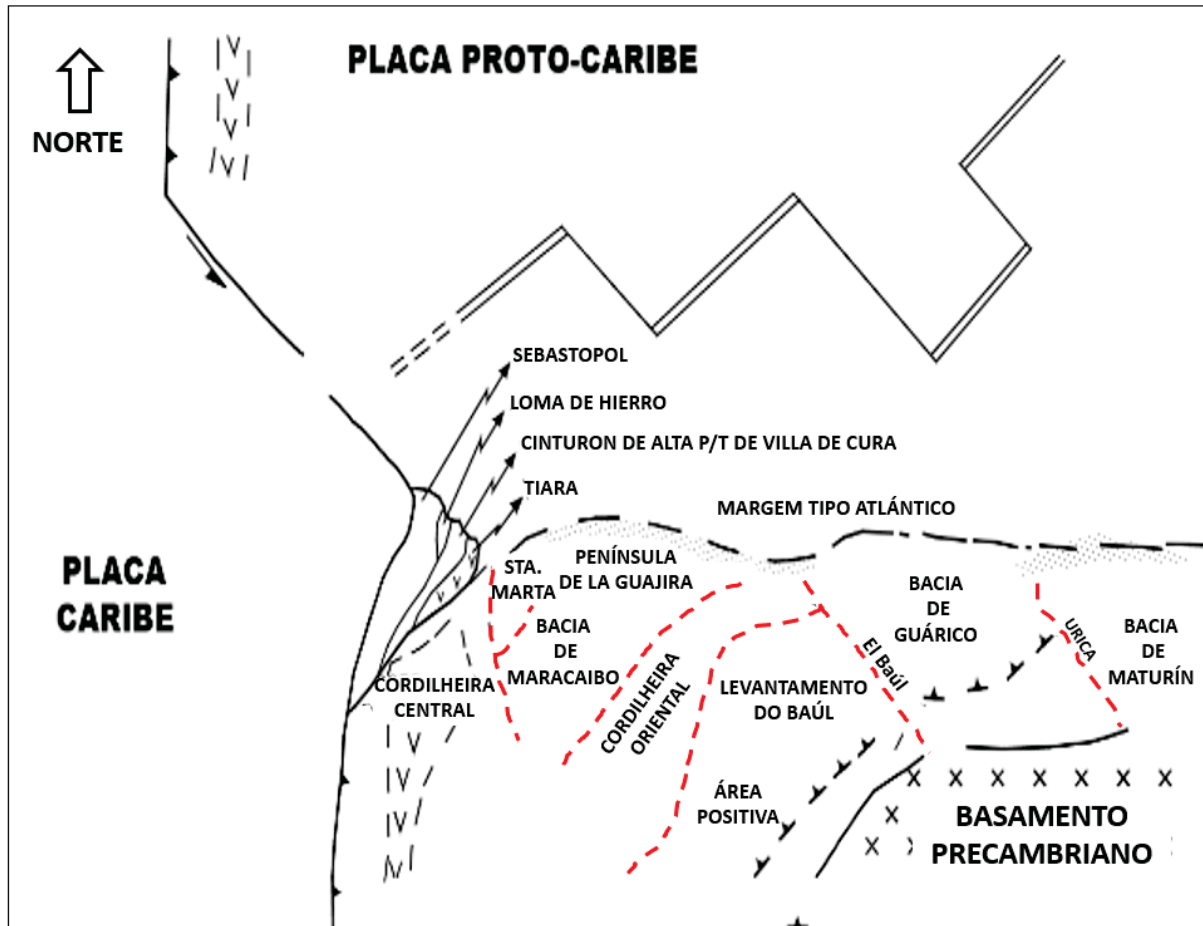 PLACA PROTO-CARIBE
NORTE
SEBASTOPOL
LOMA DE HIERRO
CINTURON DE ALTA P/T DE VILLA DE CURA
TIARA
MARGEM TIPO ATLÁNTICO
PLACA
CARIBE
STA.
MARTA
PENÍNSULA
DE LA GUAJIRA
BACIA
DE
MARACAIBO
CORDILHEIRA
CENTRAL
CORDILHEIRA
ORIENTAL
LEVANTAMENTO
DO BAÚL
El Baúl
BACIA
DE
GUÁRICO
URICA
BACIA
DE
MATURÍN
ÁREA
POSITIVA
BASAMENTO
PRECAMBRIANO